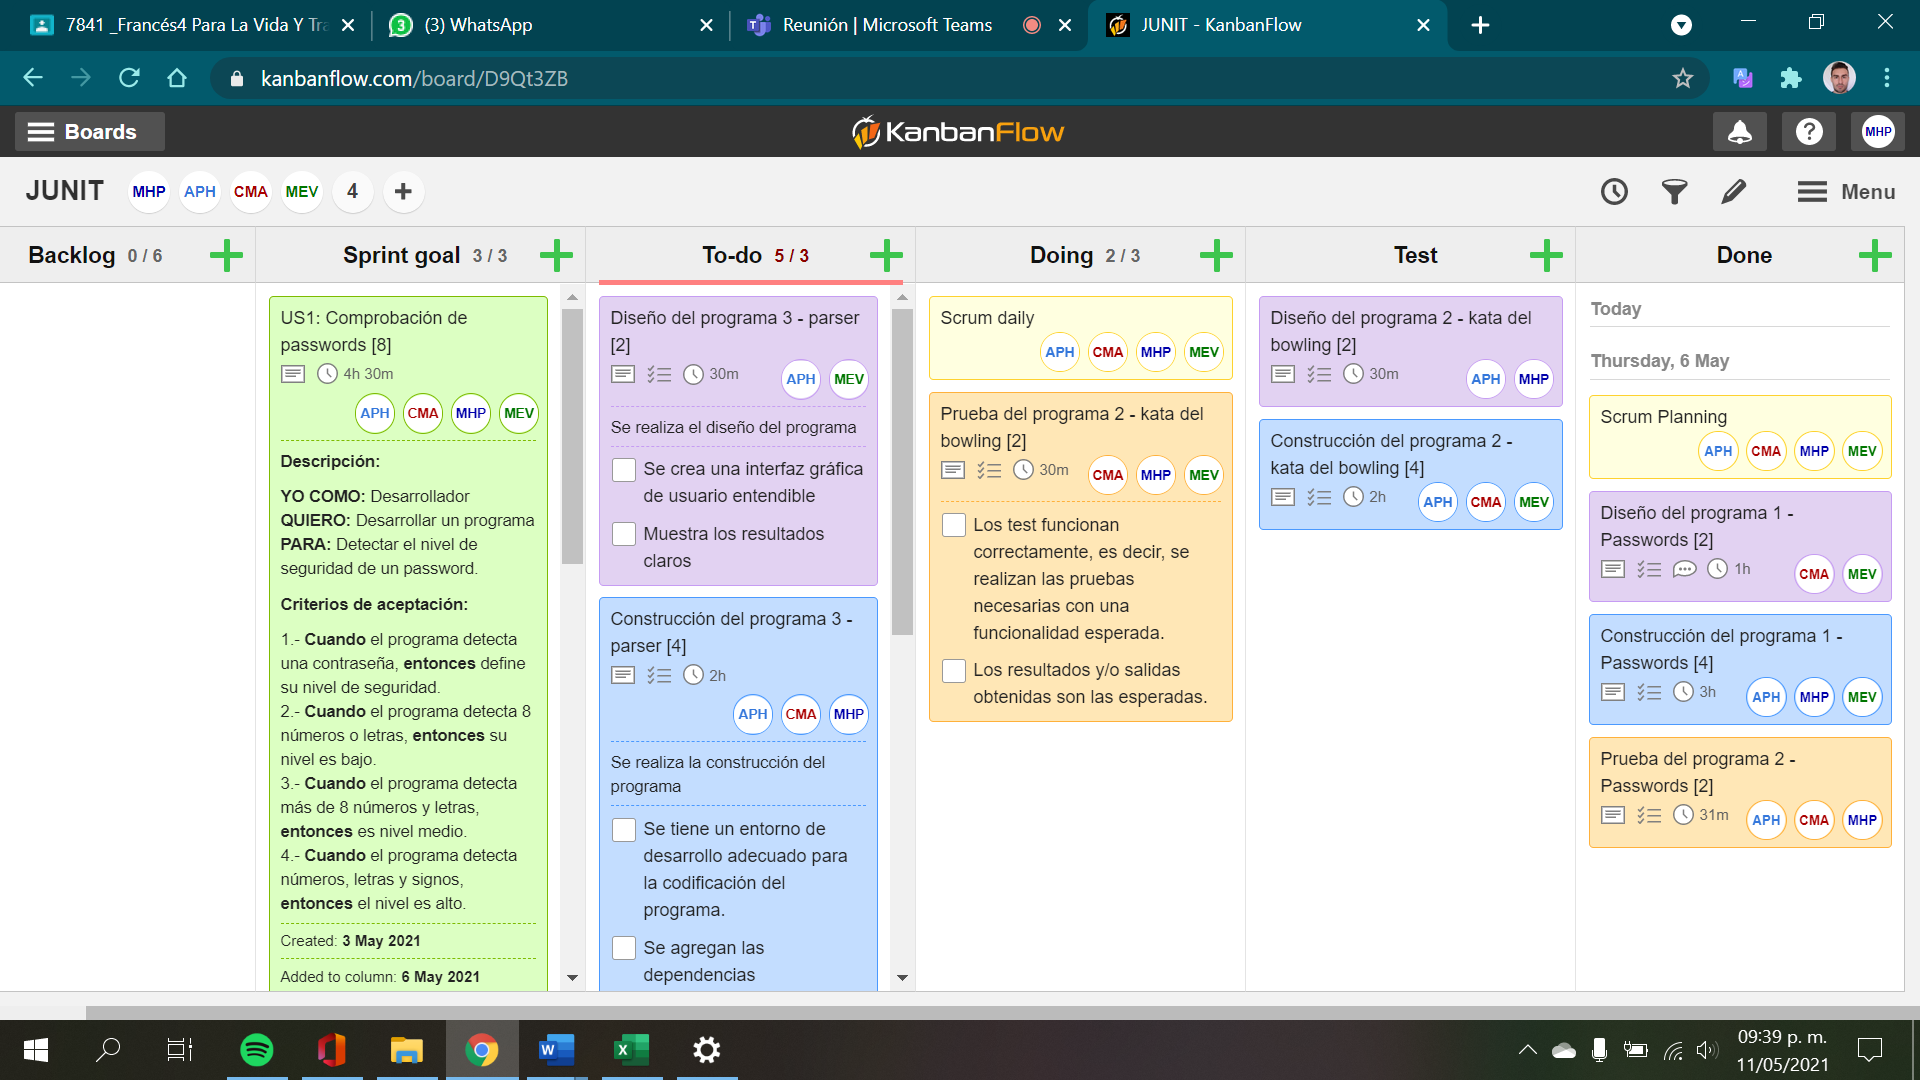 7841 _Francés4 Para La Vida Y Tra
(3) WhatsApp
Reunión | Microsoft Teams
JUNIT - KanbanFlow
kanbanflow.com/board/D9Qt3ZB
Boards
KanbanFlow
MHP
JUNIT
MHP APH CMA MEV 4
Menu
Backlog 0 / 6
Sprint goal 3 / 3
To-do 5 / 3
Doing 2 / 3
Test
Done
US1: Comprobación de
passwords [8]
4h 30m
APH CMA MHP MEV
Descripción:
YO COMO: Desarrollador
QUIERO: Desarrollar un programa
PARA: Detectar el nivel de
seguridad de un password.
Criterios de aceptación:
1.- Cuando el programa detecta
una contraseña, entonces define
su nivel de seguridad.
2.- Cuando el programa detecta 8
números o letras, entonces su
nivel es bajo.
3.- Cuando el programa detecta
más de 8 números y letras,
entonces es nivel medio.
4.- Cuando el programa detecta
números, letras y signos,
entonces el nivel es alto.
Created: 3 May 2021
Added to column: 6 May 2021
Diseño del programa 3 - parser
[2]
30m
APH MEV
Se realiza el diseño del programa
Se crea una interfaz gráfica
de usuario entendible
Muestra los resultados
claros
Construcción del programa 3 -
parser [4]
2h
APH CMA MHP
Se realiza la construcción del
programa
Se tiene un entorno de
desarrollo adecuado para
la codificación del
programa.
Se agregan las
dependencias
Scrum daily
APH CMA MHP MEV
Prueba del programa 2 - kata del
bowling [2]
30m
CMA MHP MEV
Los test funcionan
correctamente, es decir, se
realizan las pruebas
necesarias con una
funcionalidad esperada.
Los resultados y/o salidas
obtenidas son las esperadas.
Diseño del programa 2 - kata del
bowling [2]
30m
APH MHP
Construcción del programa 2 -
kata del bowling [4]
2h
APH CMA MEV
Today
Thursday, 6 May
Scrum Planning
APH CMA MHP MEV
Diseño del programa 1 -
Passwords [2]
1h
CMA MEV
Construcción del programa 1 -
Passwords [4]
3h
APH MHP MEV
Prueba del programa 2 -
Passwords [2]
31m
APH CMA MHP
09:39 p. m.
11/05/2021